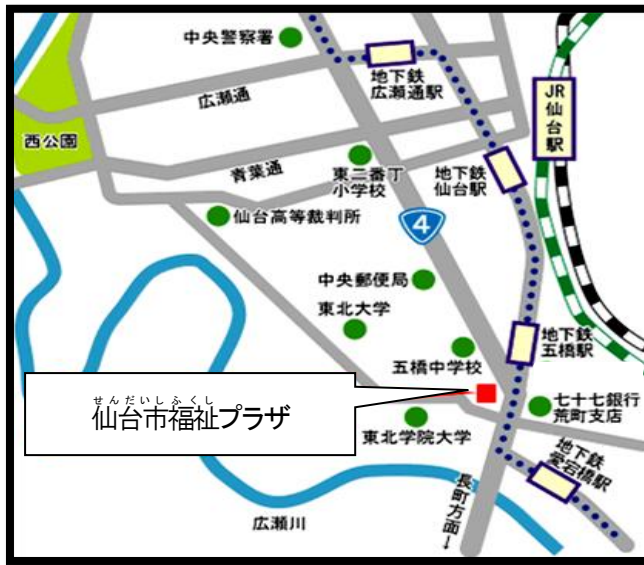 中央警察署
地下鉄
広瀬通駅
JR
仙台駅
広瀬通
西公園
青葉通
東二番丁
小学校
地下鉄
仙台駅
仙台高等裁判所
4
中央郵便局
東北大学
地下鉄
五橋駅
五橋中学校
せんだいしふくし
仙台市福祉プラザ
七十七銀行
荒町支店
東北学院大学
地下鉄
愛宕橋駅
長町方面→
広瀬川